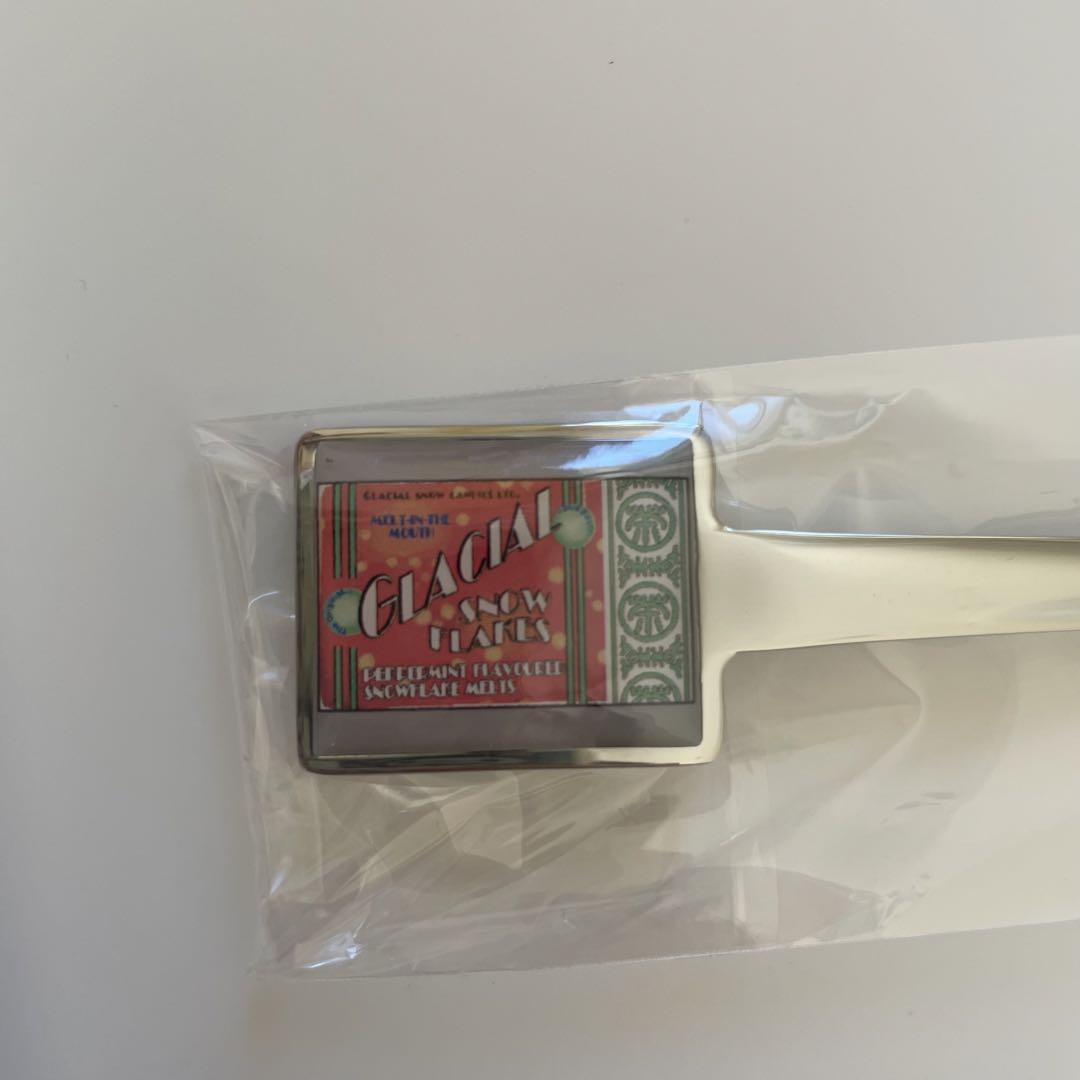 GLACIAL SNOW CANDIES LTD.
MELT-IN-THE
MOUTH
GLACIAL
SNOW
FLAKES
PEPPERMINT FLAVOURED
SNOWFLAKE MELTS